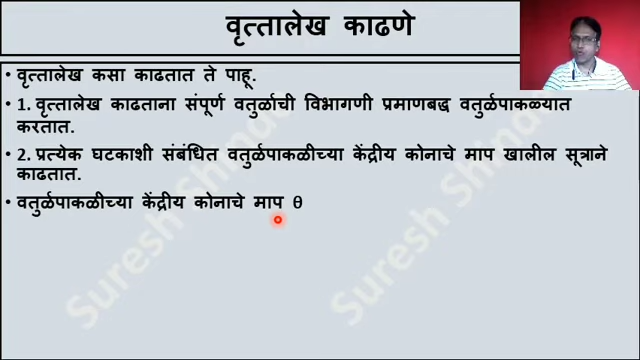 वृत्तालेख काढणे
• वृत्तालेख कसा काढतात ते पाहू.
• 1. वृत्तालेख काढताना संपूर्ण वतुर्ळाची विभागणी प्रमाणबद्ध वतुर्ळपाकळ्यात
करतात.
• 2. प्रत्येक घटकाशी संबंधित वतुर्ळपाकळीच्या केंद्रीय कोनाचे माप खालील सूत्राने
काढतात.
• वतुर्ळपाकळीच्या केंद्रीय कोनाचे माप θ
Suresh Shinde
Suresh Shinde